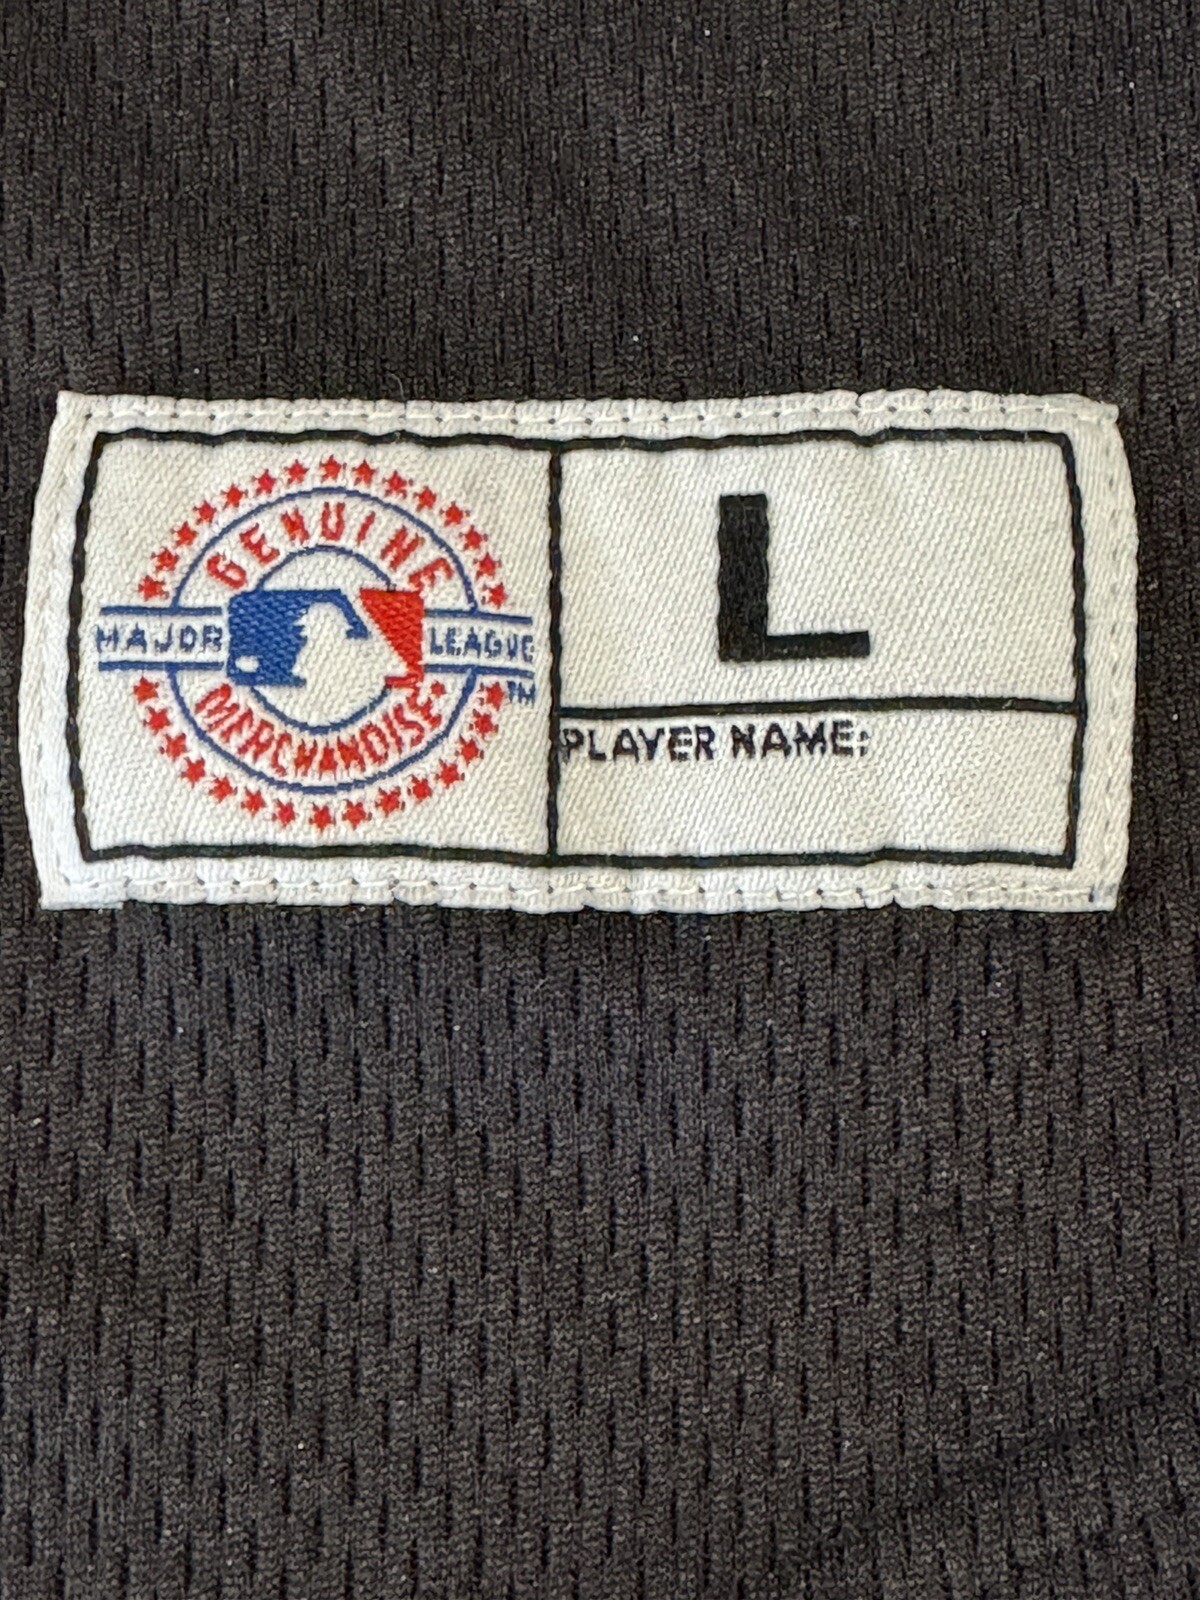 GENUINE
MAJOR LEAGUE
TM
MERCHANDISE
L
PLAYER NAME: